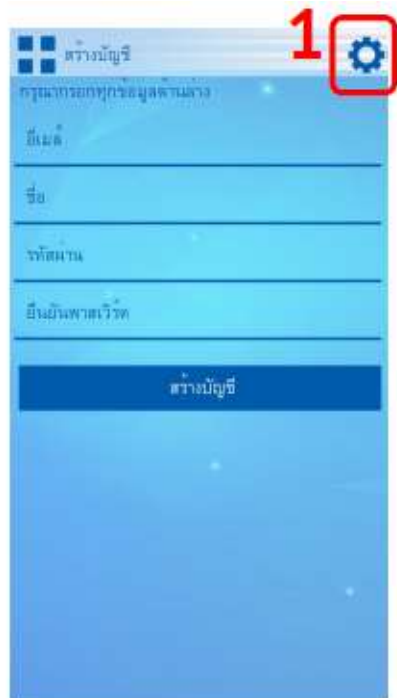 1
สร้างบัญชี
กรุณากรอกทุกข้อมูลด้านล่าง
อีเมล์
ชื่อ
รหัสผ่าน
ยืนยันพาสเวิร์ด
สร้างบัญชี